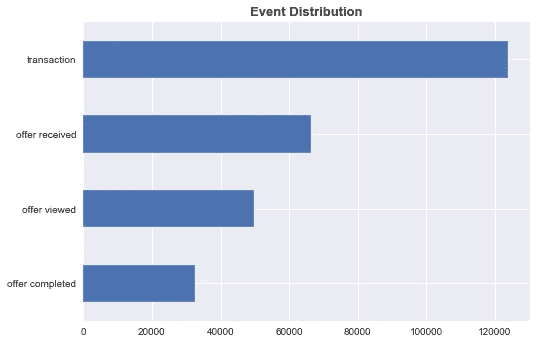 Event Distribution
transaction
offer received
offer viewed
offer completed
0 20000 40000 60000 80000 100000 120000